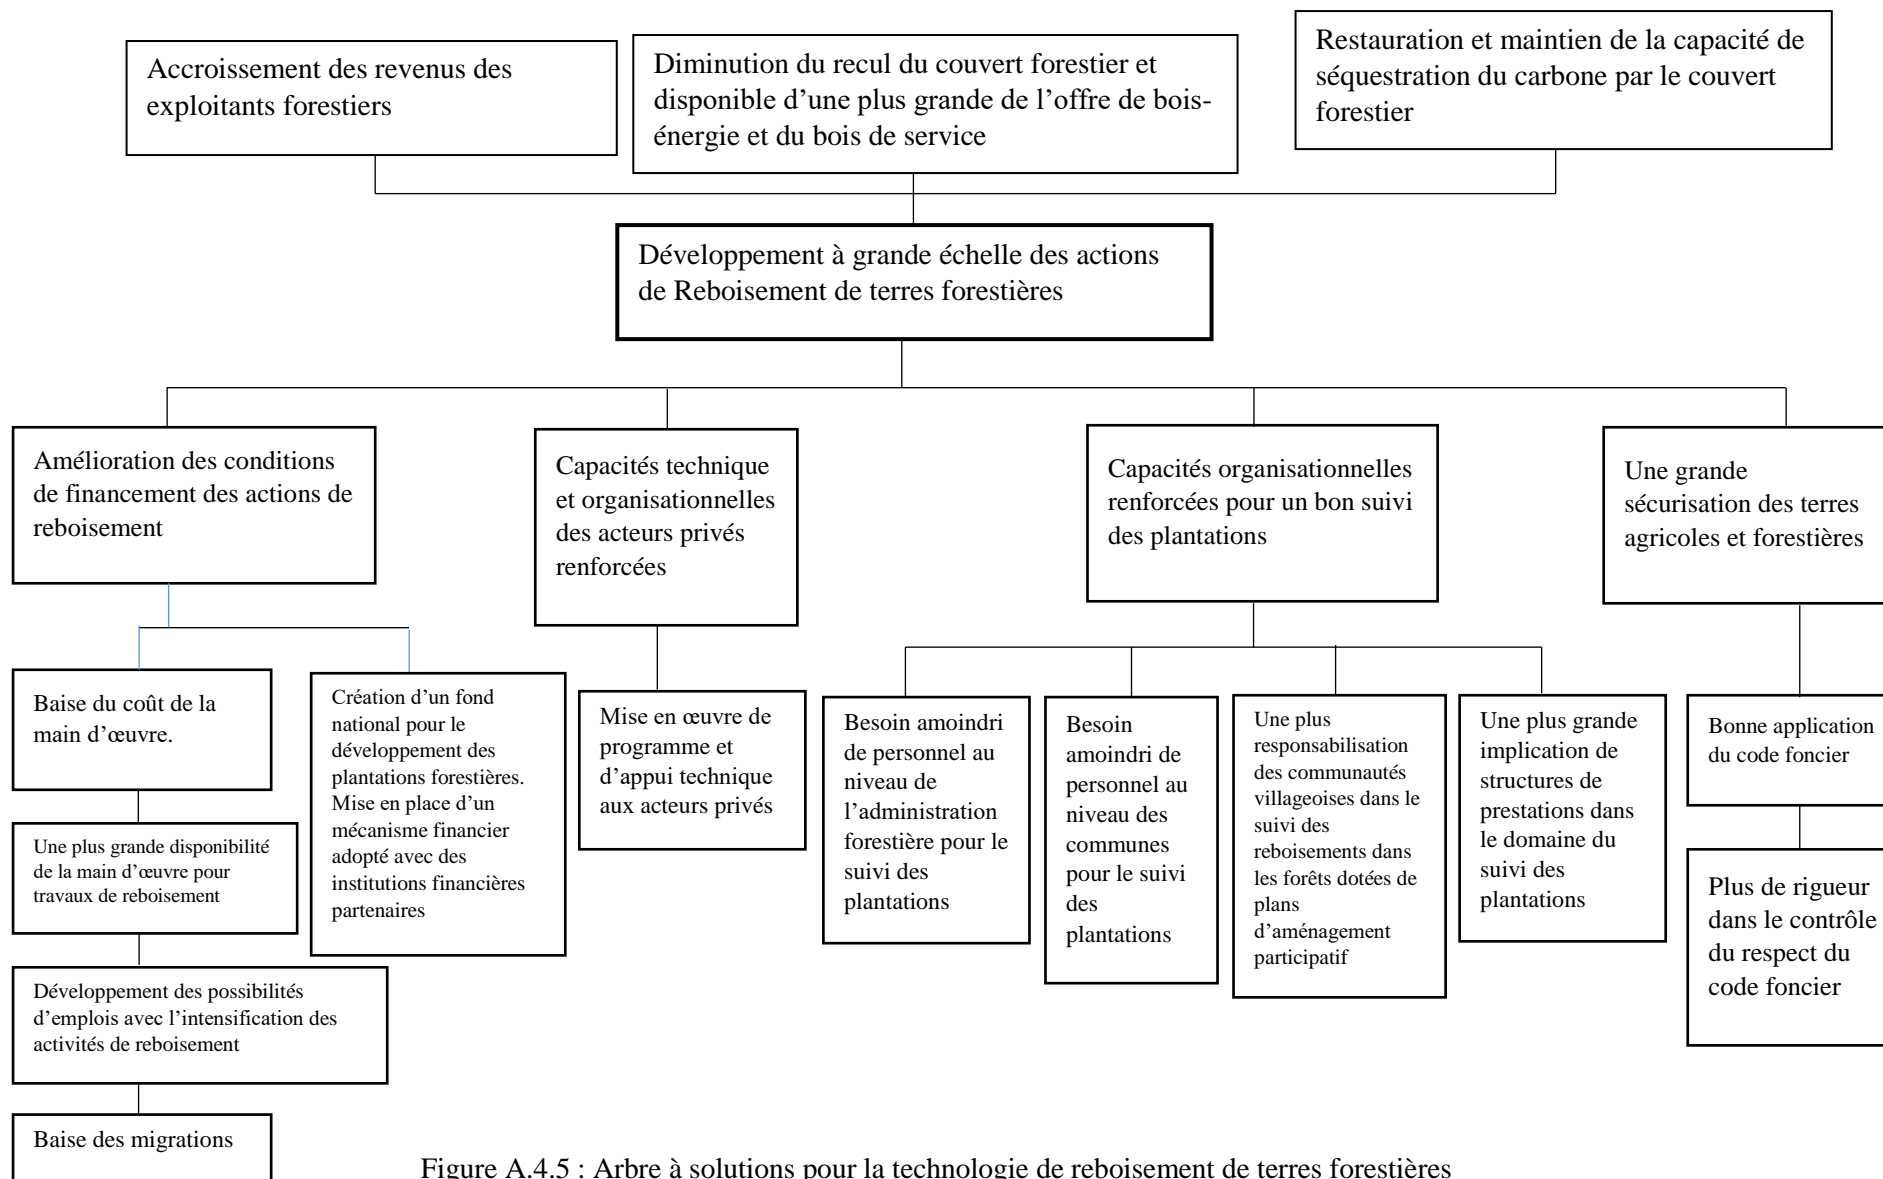 Accroissement des revenus des
exploitants forestiers
Diminution du recul du couvert forestier et
disponible d’une plus grande de l’offre de bois-
énergie et du bois de service
Restauration et maintien de la capacité de
séquestration du carbone par le couvert
forestier
Développement à grande échelle des actions
de Reboisement de terres forestières
Amélioration des conditions
de financement des actions de
reboisement
Capacités technique
et organisationnelles
des acteurs privés
renforcées
Capacités organisationnelles
renforcées pour un bon suivi
des plantations
Une grande
sécurisation des terres
agricoles et forestières
Baise du coût de la
main d’œuvre.
Création d’un fond
national pour le
développement des
plantations forestières.
Mise en place d’un
mécanisme financier
adopté avec des
institutions financières
partenaires
Mise en œuvre de
programme et
d’appui technique
aux acteurs privés
Besoin amoindri
de personnel au
niveau de
l’administration
forestière pour le
suivi des
plantations
Besoin
amoindri de
personnel au
niveau des
communes
pour le suivi
des
plantations
Une plus
responsabilisation
des communautés
villageoises dans le
suivi des
reboisements dans
les forêts dotées de
plans
d’aménagement
participatif
Une plus grande
implication de
structures de
prestations dans
le domaine du
suivi des
plantations
Bonne application
du code foncier
Une plus grande disponibilité
de la main d’œuvre pour
travaux de reboisement
Plus de rigueur
dans le contrôle
du respect du
code foncier
Développement des possibilités
d’emplois avec l’intensification des
activités de reboisement
Baise des migrations
Figure A.4.5 : Arbre à solutions pour la technologie de reboisement de terres forestières